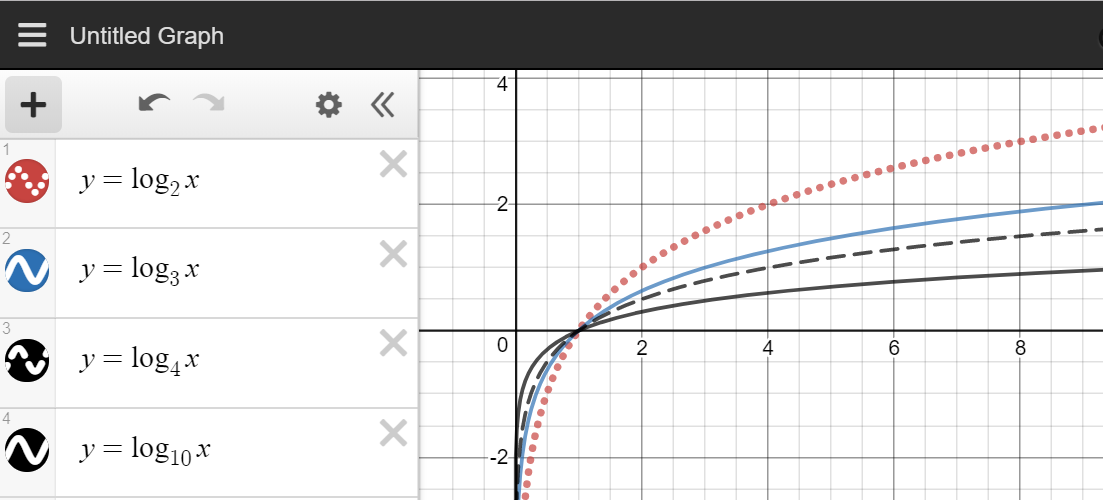 Untitled Graph
1
y = log₂ x
2
y = log₃ x
3
y = log₄ x
4
y = log₁₀ x
4
2
0 2 4 6 8
-2